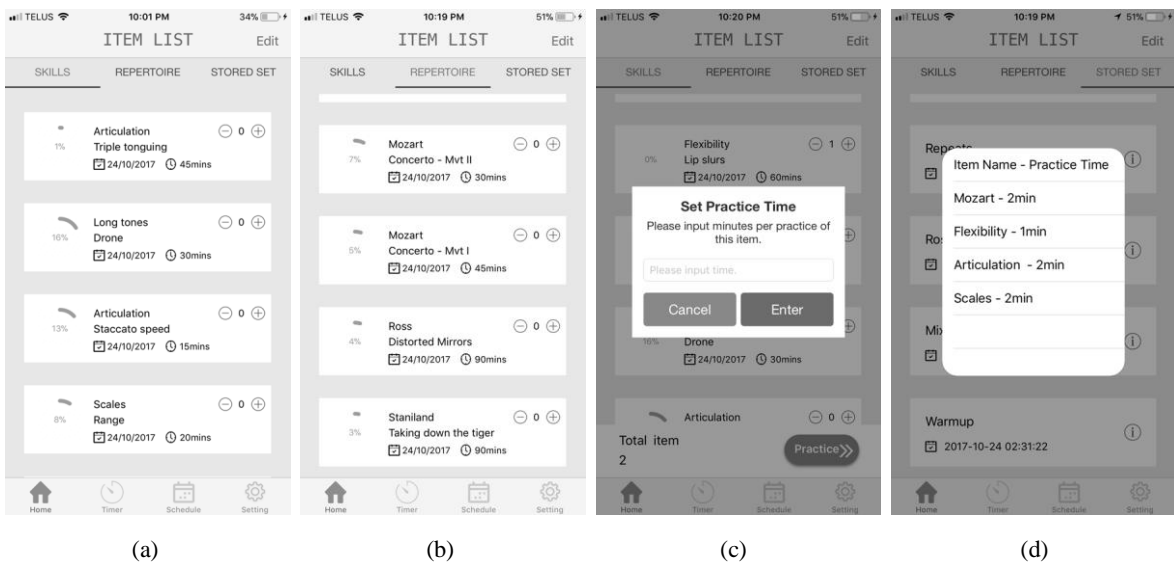 TELUS 10:01 PM 34%
ITEM LIST Edit
SKILLS REPERTOIRE STORED SET
Articulation 0
1% Triple tonguing
24/10/2017 45mins
Long tones 0
16% Drone
24/10/2017 30mins
Articulation 0
13% Staccato speed
24/10/2017 15mins
Scales 0
8% Range
24/10/2017 20mins
Home Timer Schedule Setting
(a)
TELUS 10:19 PM 51%
ITEM LIST Edit
SKILLS REPERTOIRE STORED SET
Mozart 0
7% Concerto - Mvt II
24/10/2017 30mins
Mozart 0
5% Concerto - Mvt I
24/10/2017 45mins
Ross 0
4% Distorted Mirrors
24/10/2017 90mins
Staniland 0
3% Taking down the tiger
24/10/2017 90mins
Home Timer Schedule Setting
(b)
TELUS 10:20 PM 51%
ITEM LIST Edit
SKILLS REPERTOIRE STORED SET
Flexibility 1
0% Lip slurs
24/10/2017 60mins
Set Practice Time
Please input minutes per practice of
this item.
Please input time.
Cancel Enter
16% Drone
24/10/2017 30mins
Articulation 0
Total item
2
Practice
Home Timer Schedule Setting
(c)
TELUS 10:19 PM 51%
ITEM LIST Edit
SKILLS REPERTOIRE STORED SET
Repeats
Item Name - Practice Time
Mozart - 2min
Flexibility - 1min
Ros
Articulation - 2min
Scales - 2min
Mix
Warmup
2017-10-24 02:31:22
Home Timer Schedule Setting
(d)